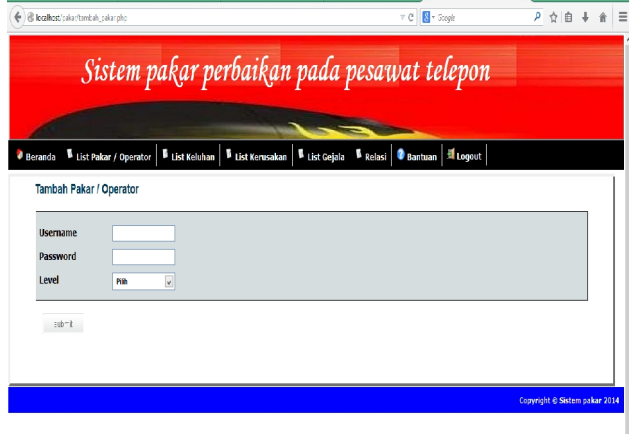 localhost/pakar/tambah_pakar.php
Google
Sistem pakar perbaikan pada pesawat telepon
Beranda List Pakar / Operator List Keluhan List Kerusakan List Gejala Relasi Bantuan Logout
Tambah Pakar / Operator
Username
Password
Level Pilih
submit
Copyright © Sistem pakar 2014